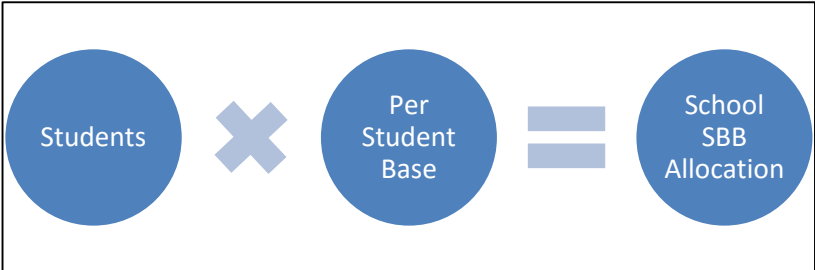 Students
Per
Student
Base
School
SBB
Allocation